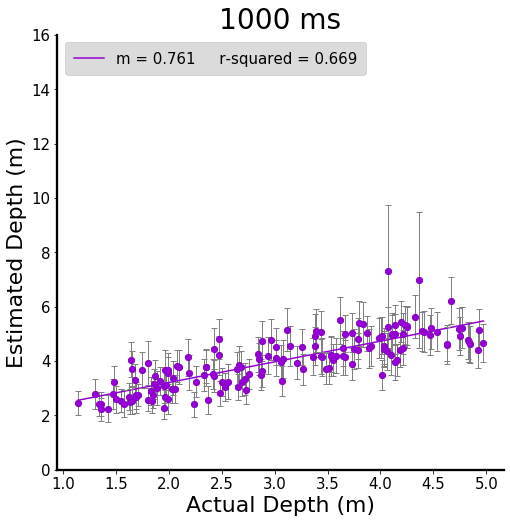 1000 ms
m = 0.761 r-squared = 0.669
Estimated Depth (m)
16
14
12
10
8
6
4
2
0
1.0 1.5 2.0 2.5 3.0 3.5 4.0 4.5 5.0
Actual Depth (m)